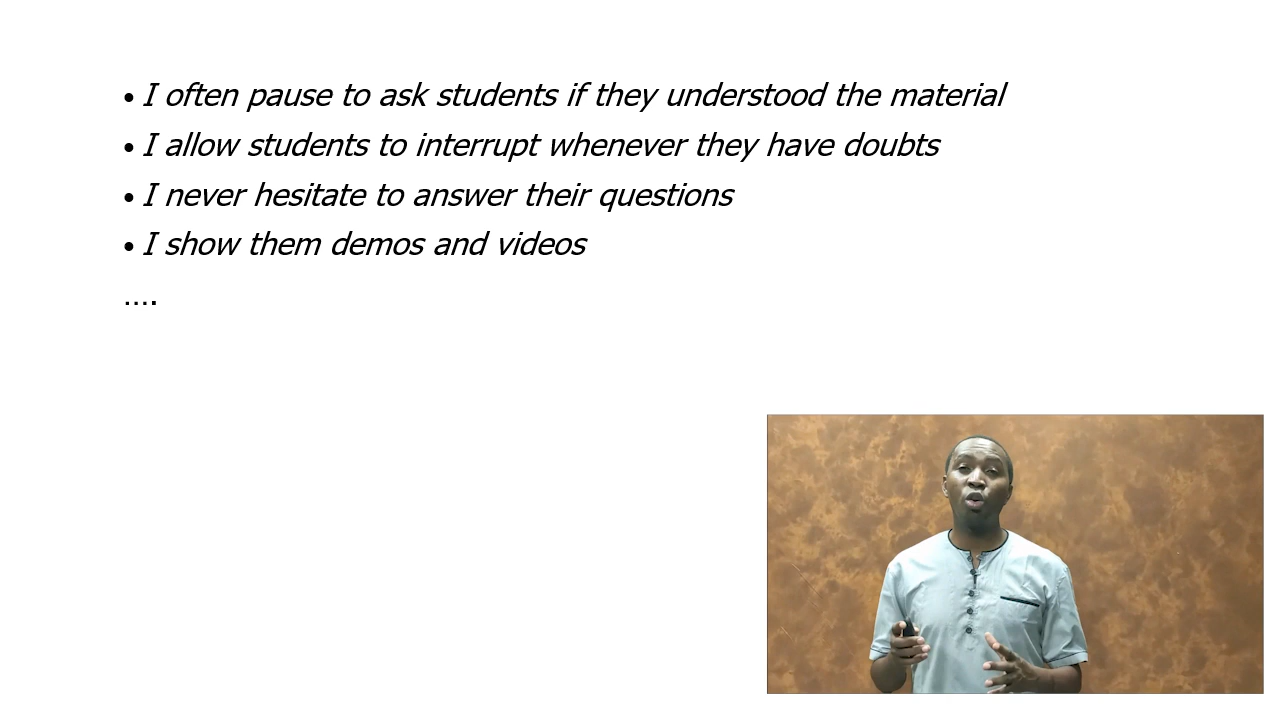 • I often pause to ask students if they understood the material
• I allow students to interrupt whenever they have doubts
• I never hesitate to answer their questions
• I show them demos and videos
….